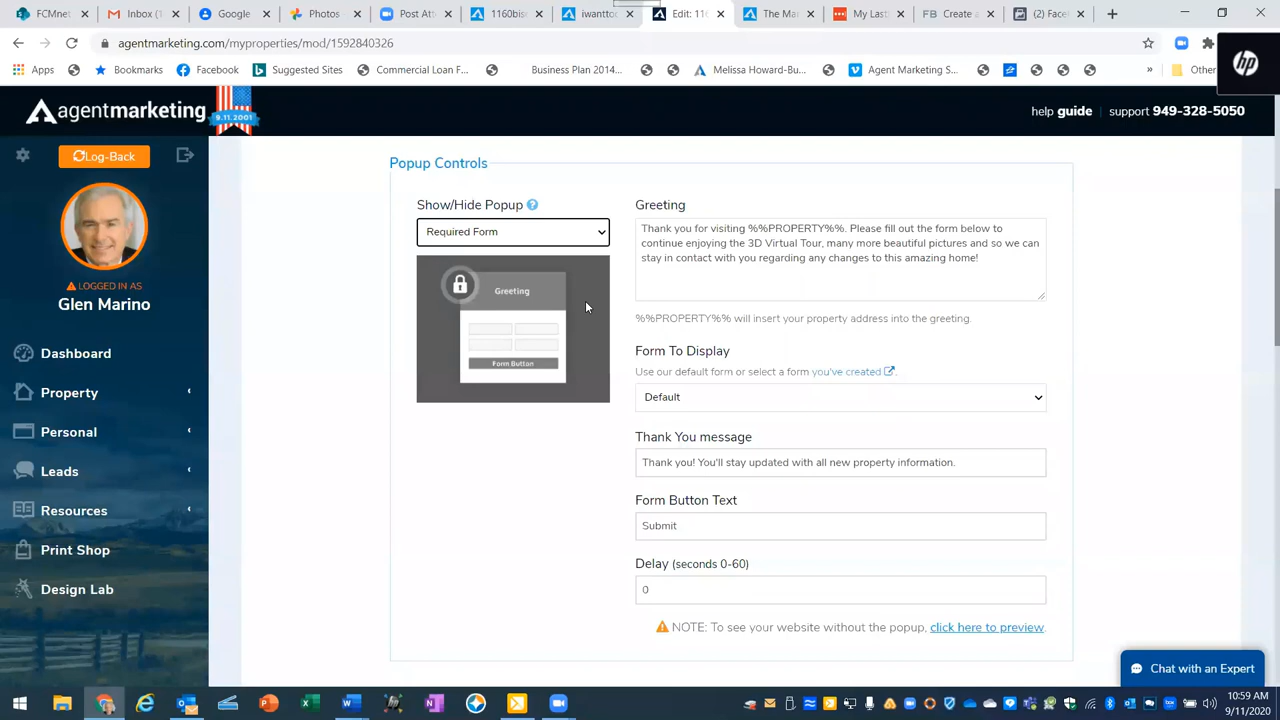 FCMnet
Inbox (1
Google
Photos
Post Att
1160bise
iwantto
Edit: 116
The Ma
My Last
FB Create a
(2) Face
agentmarketing.com/myproperties/mod/1592840326
Apps
Bookmarks
Facebook
Suggested Sites
Commercial Loan F...
Business Plan 2014...
Melissa Howard-Bu...
Agent Marketing S...
Other
hp
agentmarketing
9.11.2001
help guide
support 949-328-5050
Log-Back
LOGGED IN AS
Glen Marino
Dashboard
Property
Personal
Leads
Resources
Print Shop
Design Lab
Popup Controls
Show/Hide Popup
Required Form
Greeting
Form Button
Greeting
Thank you for visiting %%PROPERTY%%. Please fill out the form below to
continue enjoying the 3D Virtual Tour, many more beautiful pictures and so we can
stay in contact with you regarding any changes to this amazing home!
%%PROPERTY%% will insert your property address into the greeting.
Form To Display
Use our default form or select a form you've created.
Default
Thank You message
Thank you! You'll stay updated with all new property information.
Form Button Text
Submit
Delay (seconds 0-60)
0
NOTE: To see your website without the popup, click here to preview.
Chat with an Expert
10:59 AM
9/11/2020